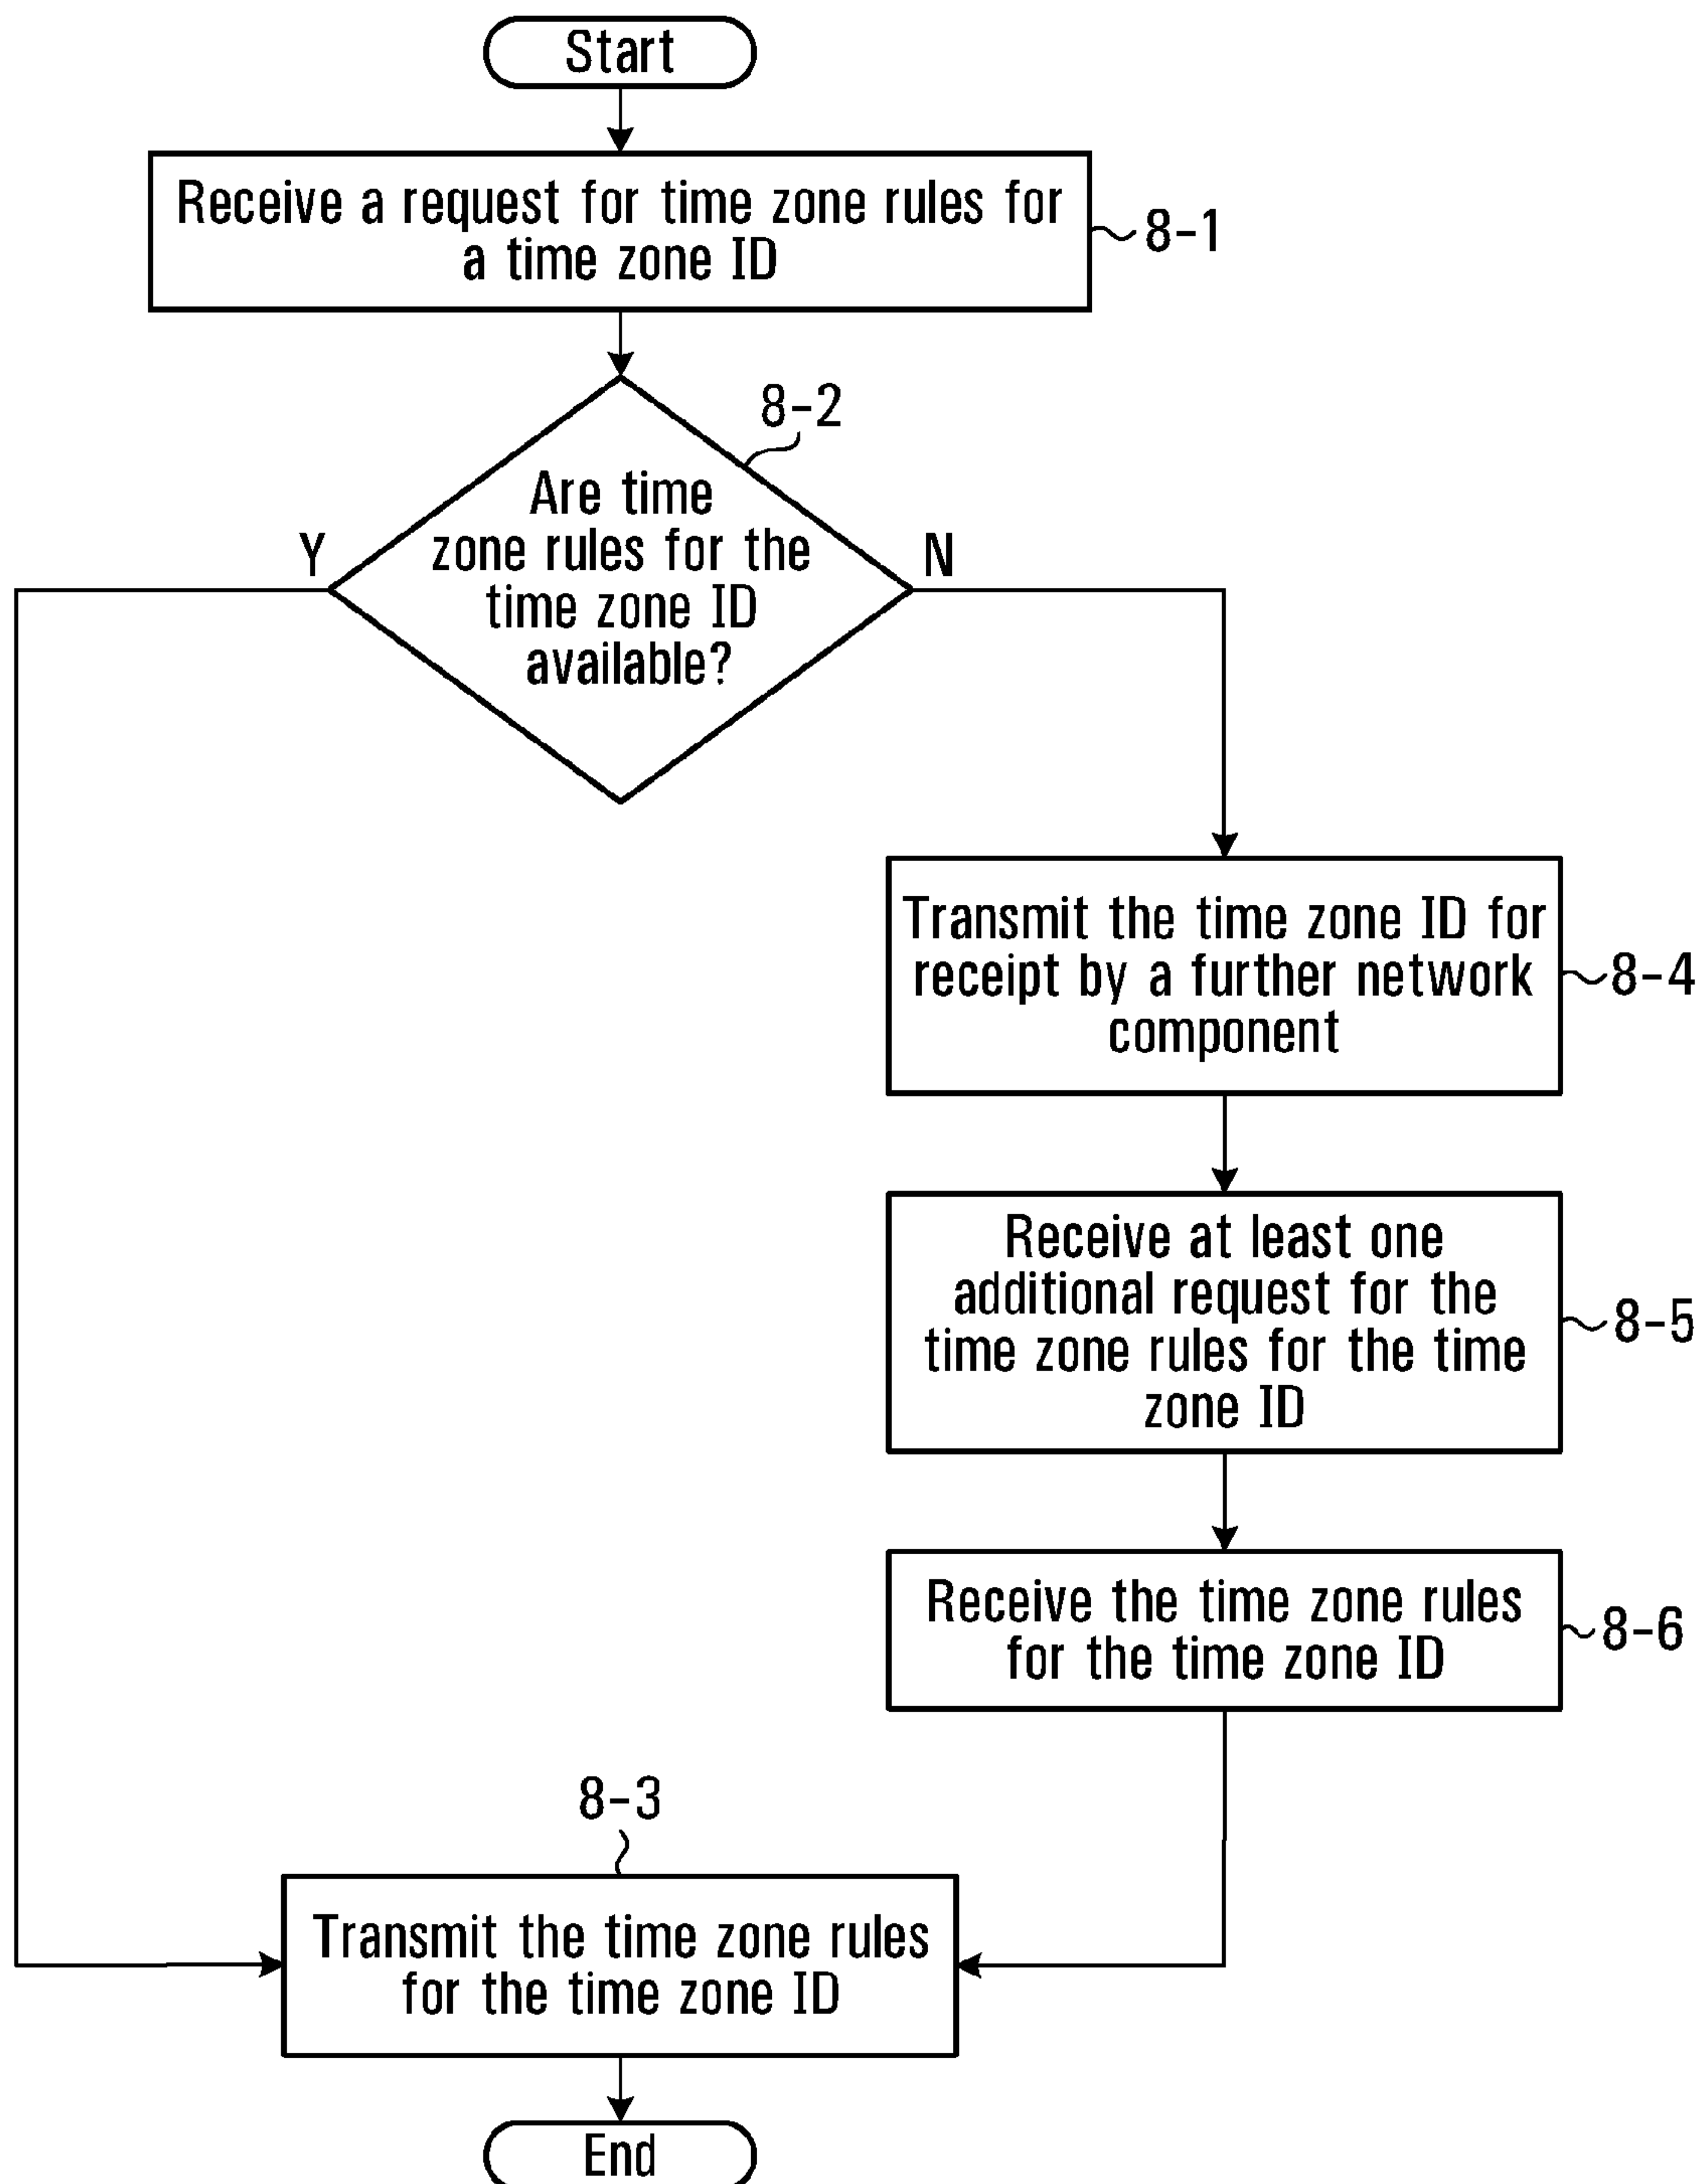 Start
Receive a request for time zone rules for
a time zone ID
8-1
8-2
Are time
zone rules for the
time zone ID
available?
Y
N
Transmit the time zone ID for
receipt by a further network
component
8-4
Receive at least one
additional request for the
time zone rules for the time
zone ID
8-5
Receive the time zone rules
for the time zone ID
8-6
8-3
Transmit the time zone rules
for the time zone ID
End